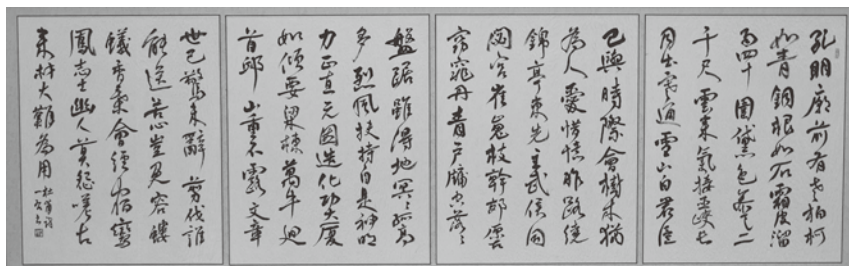 孔明廟前有老柏柯
如青銅根如石霜皮溜
雨四十圍黛色參天二
千尺雲來氣接巫峽長
月出寒通雪山白君臣
已與時際會樹木猶
為人愛惜憶昨路繞
錦亭東先主武侯同
閟宮崔嵬枝幹郊原古
窈窕丹青戶牖空落〻
盤踞雖得地冥〻孤高
多烈風扶持自是神明
力正直元因造化功大廈
如傾要梁棟萬牛迴
首邱山重不露文章
世已驚未辭剪伐誰
能送苦心豈免容螻
蟻香葉會經宿鸞
鳳志士幽人莫怨嗟古
來材大難為用 杜甫詩